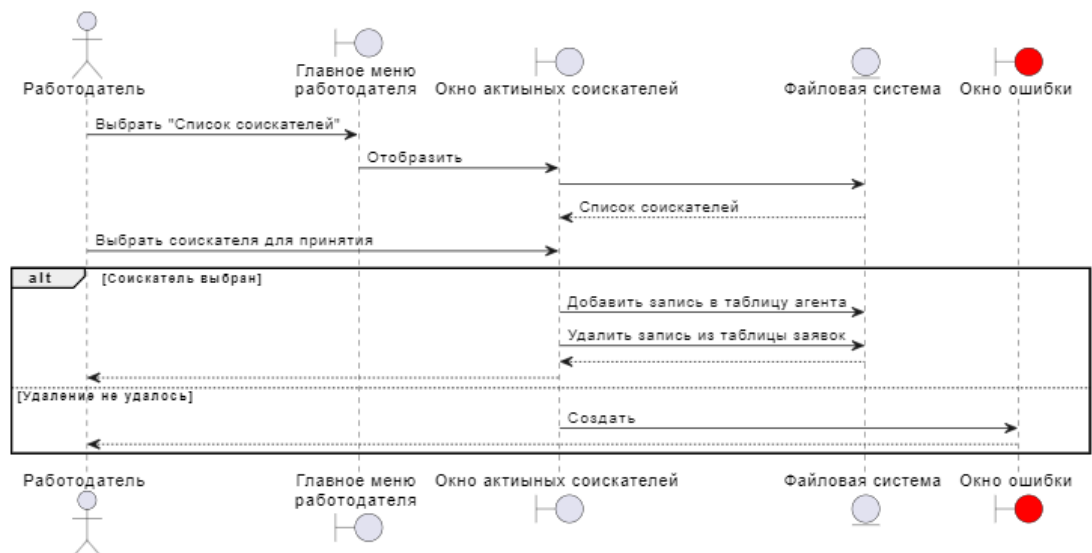 Работодатель
Главное меню
работодателя
Окно актиыных соискателей
Файловая система
Окно ошибки
Выбрать "Список соискателей"
Отобразить
Список соискателей
Выбрать соискателя для принятия
alt
[Соискатель выбран]
Добавить запись в таблицу агента
Удалить запись из таблицы заявок
[Удаление не удалось]
Создать
Работодатель
Главное меню
работодателя
Окно актиыных соискателей
Файловая система
Окно ошибки